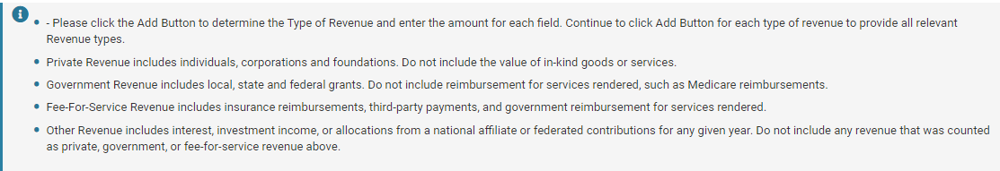 - Please click the Add Button to determine the Type of Revenue and enter the amount for each field. Continue to click Add Button for each type of revenue to provide all relevant
Revenue types.
Private Revenue includes individuals, corporations and foundations. Do not include the value of in-kind goods or services.
Government Revenue includes local, state and federal grants. Do not include reimbursement for services rendered, such as Medicare reimbursements.
Fee-For-Service Revenue includes insurance reimbursements, third-party payments, and government reimbursement for services rendered.
Other Revenue includes interest, investment income, or allocations from a national affiliate or federated contributions for any given year. Do not include any revenue that was counted
as private, government, or fee-for-service revenue above.